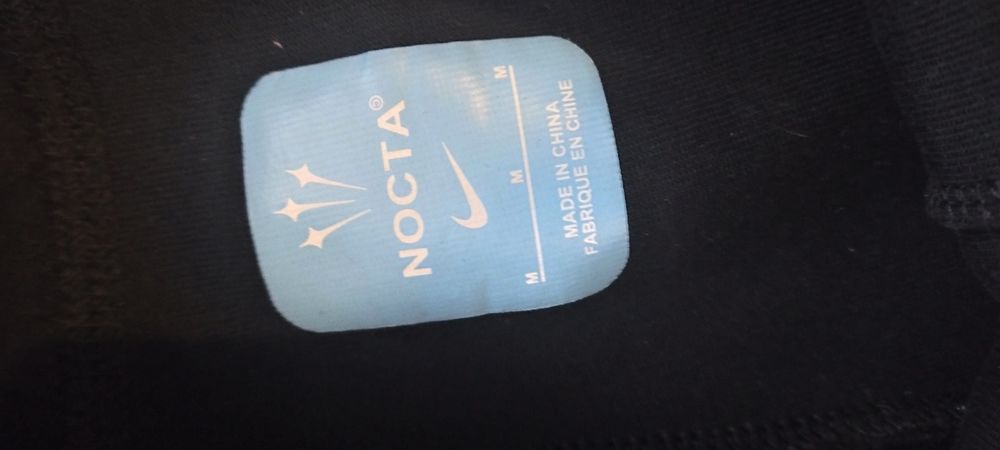 NOCTA®
M M M
MADE IN CHINA
FABRIQUE EN CHINE